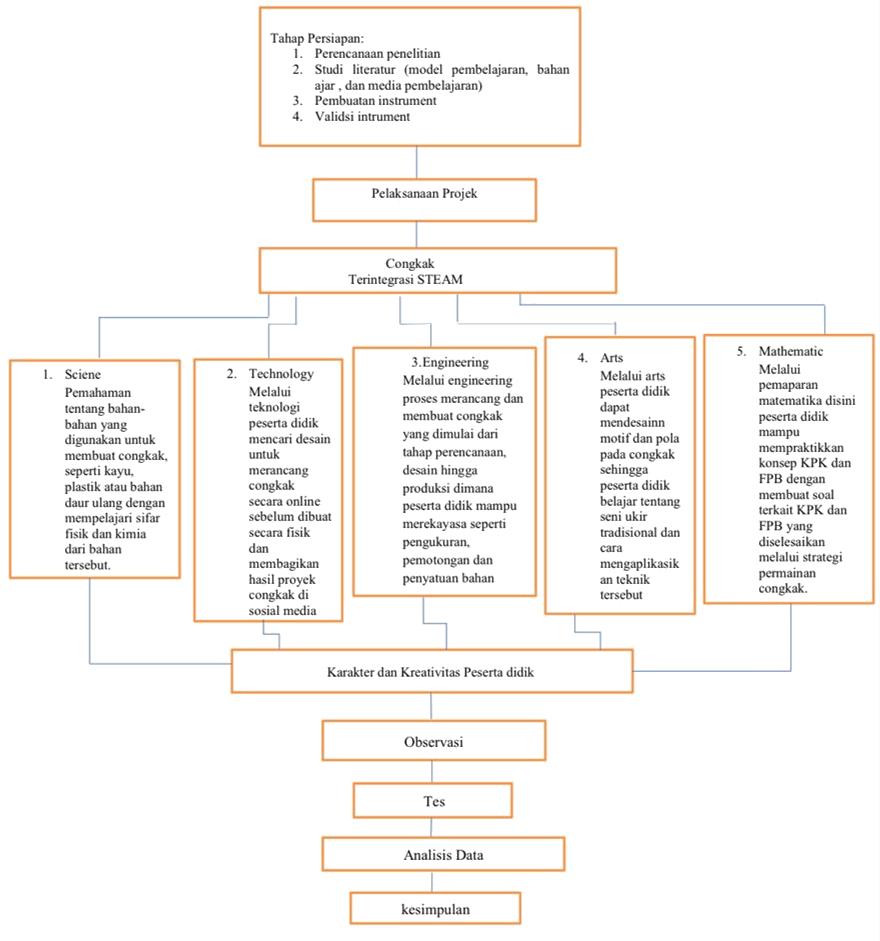 Tahap Persiapan:
1. Perencanaan penelitian
2. Studi literatur (model pembelajaran, bahan
ajar , dan media pembelajaran)
3. Pembuatan instrument
4. Validsi intrument
Pelaksanaan Projek
Congkak
Terintegrasi STEAM
1. Sciene
Pemahaman
tentang bahan-
bahan yang
digunakan untuk
membuat congkak,
seperti kayu,
plastik atau bahan
daur ulang dengan
mempelajari sifar
fisik dan kimia
dari bahan
tersebut.
2. Technology
Melalui
teknologi
peserta didik
mencari desain
untuk
merancang
congkak
secara online
sebelum dibuat
secara fisik
dan
membagikan
hasil proyek
congkak di
sosial media
3.Engineering
Melalui engineering
proses merancang dan
membuat congkak
yang dimulai dari
tahap perencanaan,
desain hingga
produksi dimana
peserta didik mampu
merekayasa seperti
pengukuran,
pemotongan dan
penyatuan bahan
4. Arts
Melalui arts
peserta didik
dapat
mendesainn
motif dan pola
pada congkak
sehingga
peserta didik
belajar tentang
seni ukir
tradisional dan
cara
mengaplikasik
an teknik
tersebut
5. Mathematic
Melalui
pemaparan
matematika disini
peserta didik
mampu
mempraktikkan
konsep KPK dan
FPB dengan
membuat soal
terkait KPK dan
FPB yang
diselesaikan
melalui strategi
permainan
congkak.
Karakter dan Kreativitas Peserta didik
Observasi
Tes
Analisis Data
kesimpulan